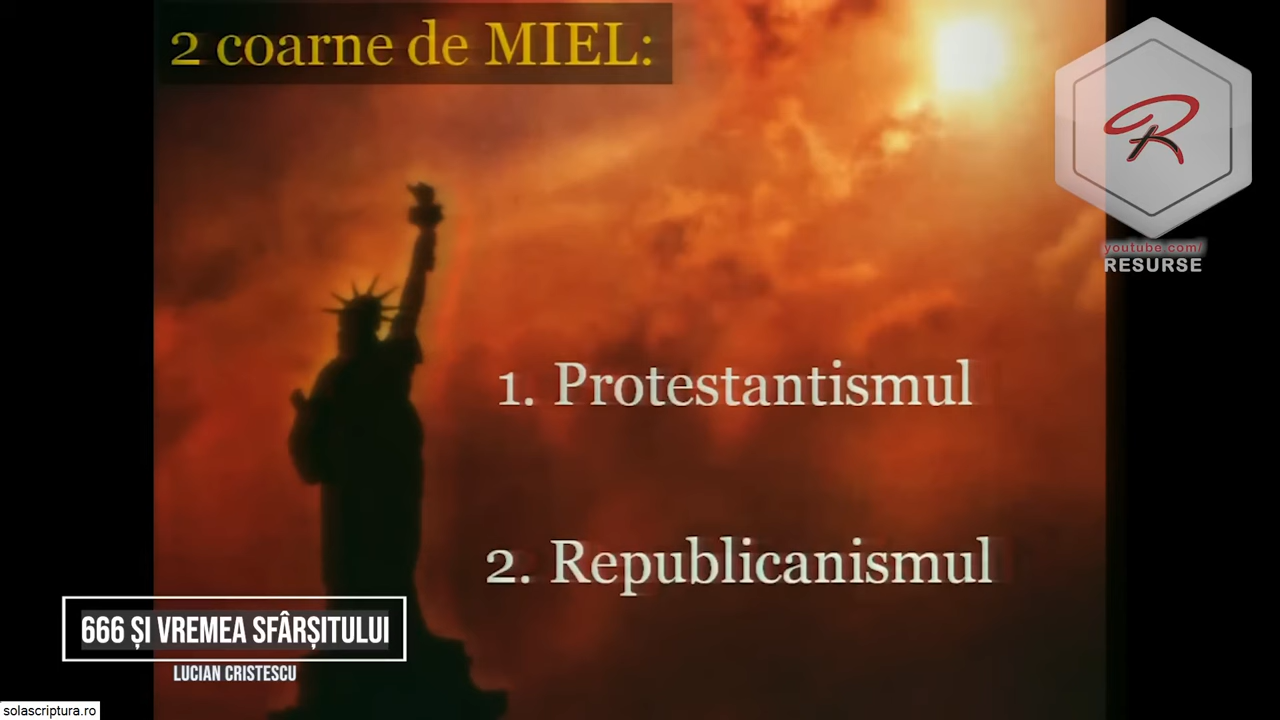 2 coarne de MIEL:
R
youtube.com/
RESURSE
1. Protestantismul
2. Republicanismul
666 ȘI VREMEA SFÂRȘITULUI
LUCIAN CRISTESCU
solascriptura.ro